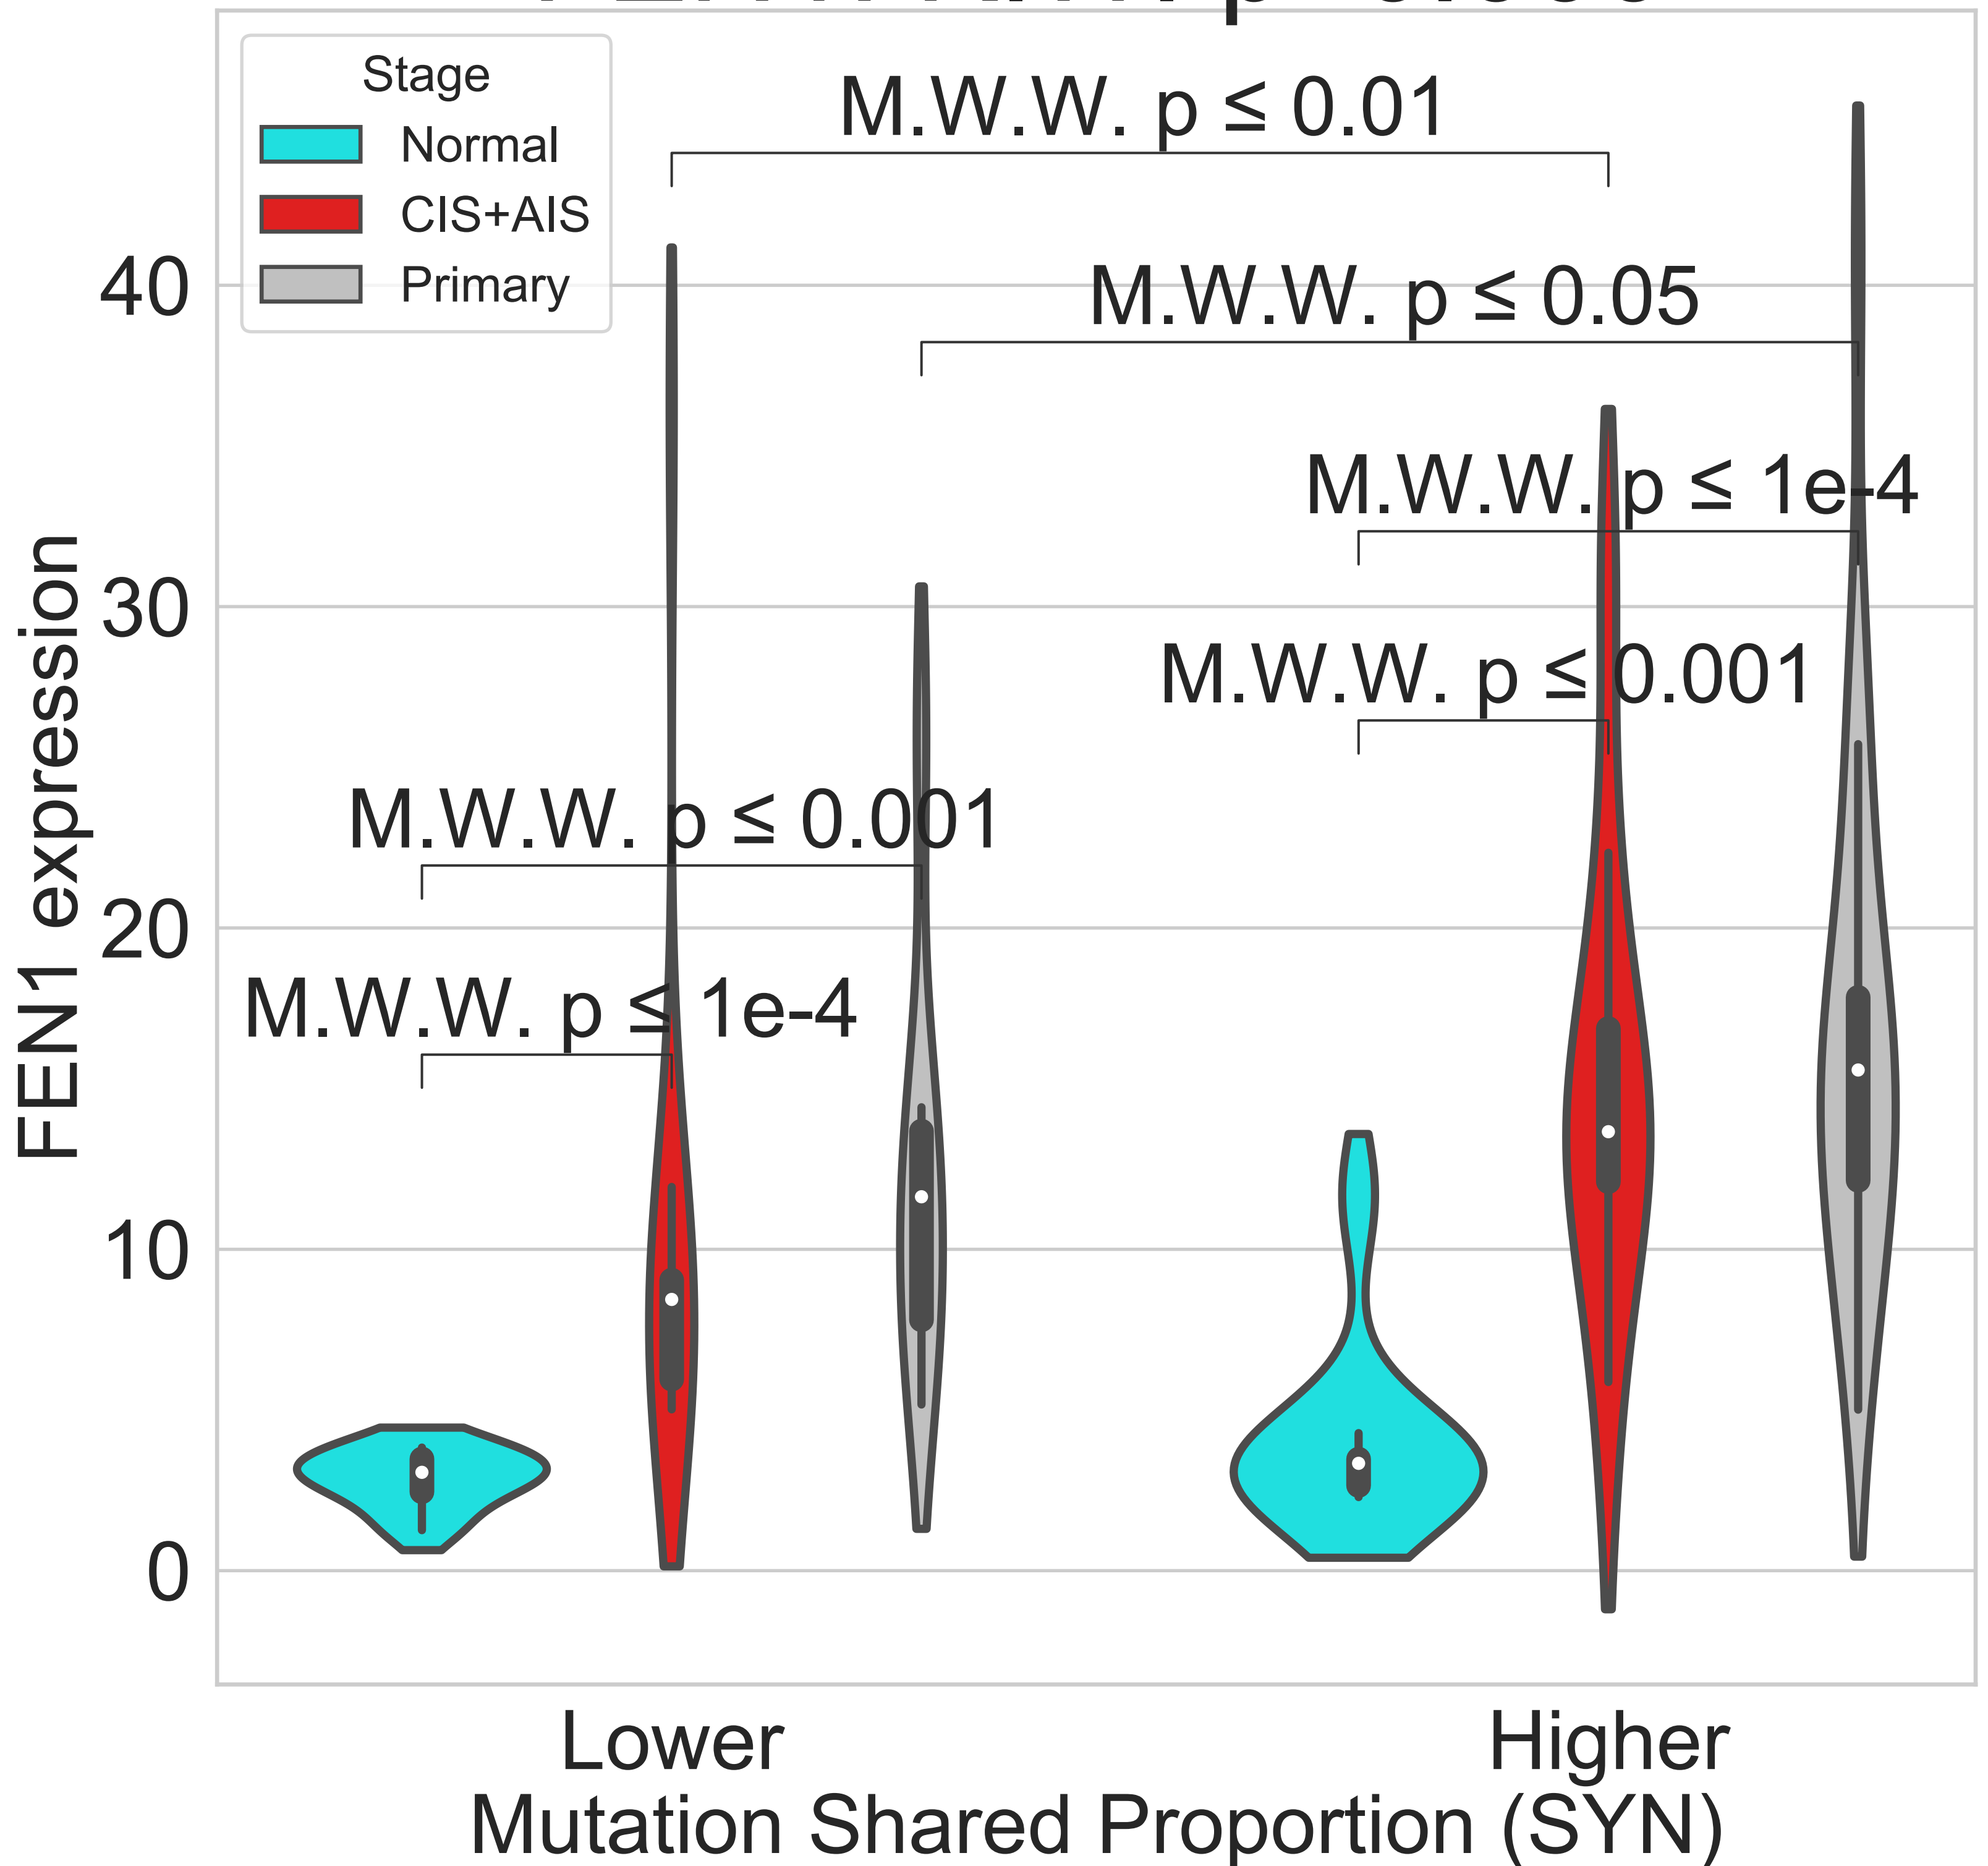 Stage
Normal
CIS+AIS
Primary
M.W.W. p ≤ 0.01
M.W.W. p ≤ 0.05
M.W.W. p ≤ 1e-4
M.W.W. p ≤ 0.001
M.W.W. p ≤ 0.001
M.W.W. p ≤ 1e-4
FEN1 expression
40
30
20
10
0
Lower
Higher
Mutation Shared Proportion (SYN)